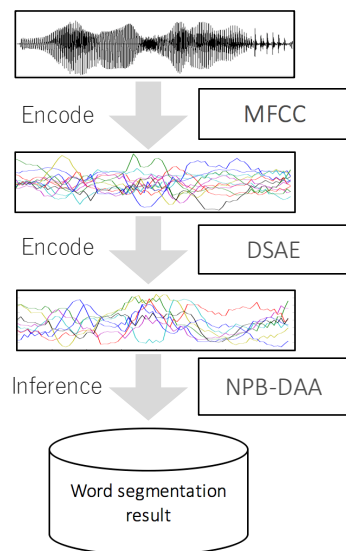 Encode
MFCC
Encode
DSAE
Inference
NPB-DAA
Word segmentation
result